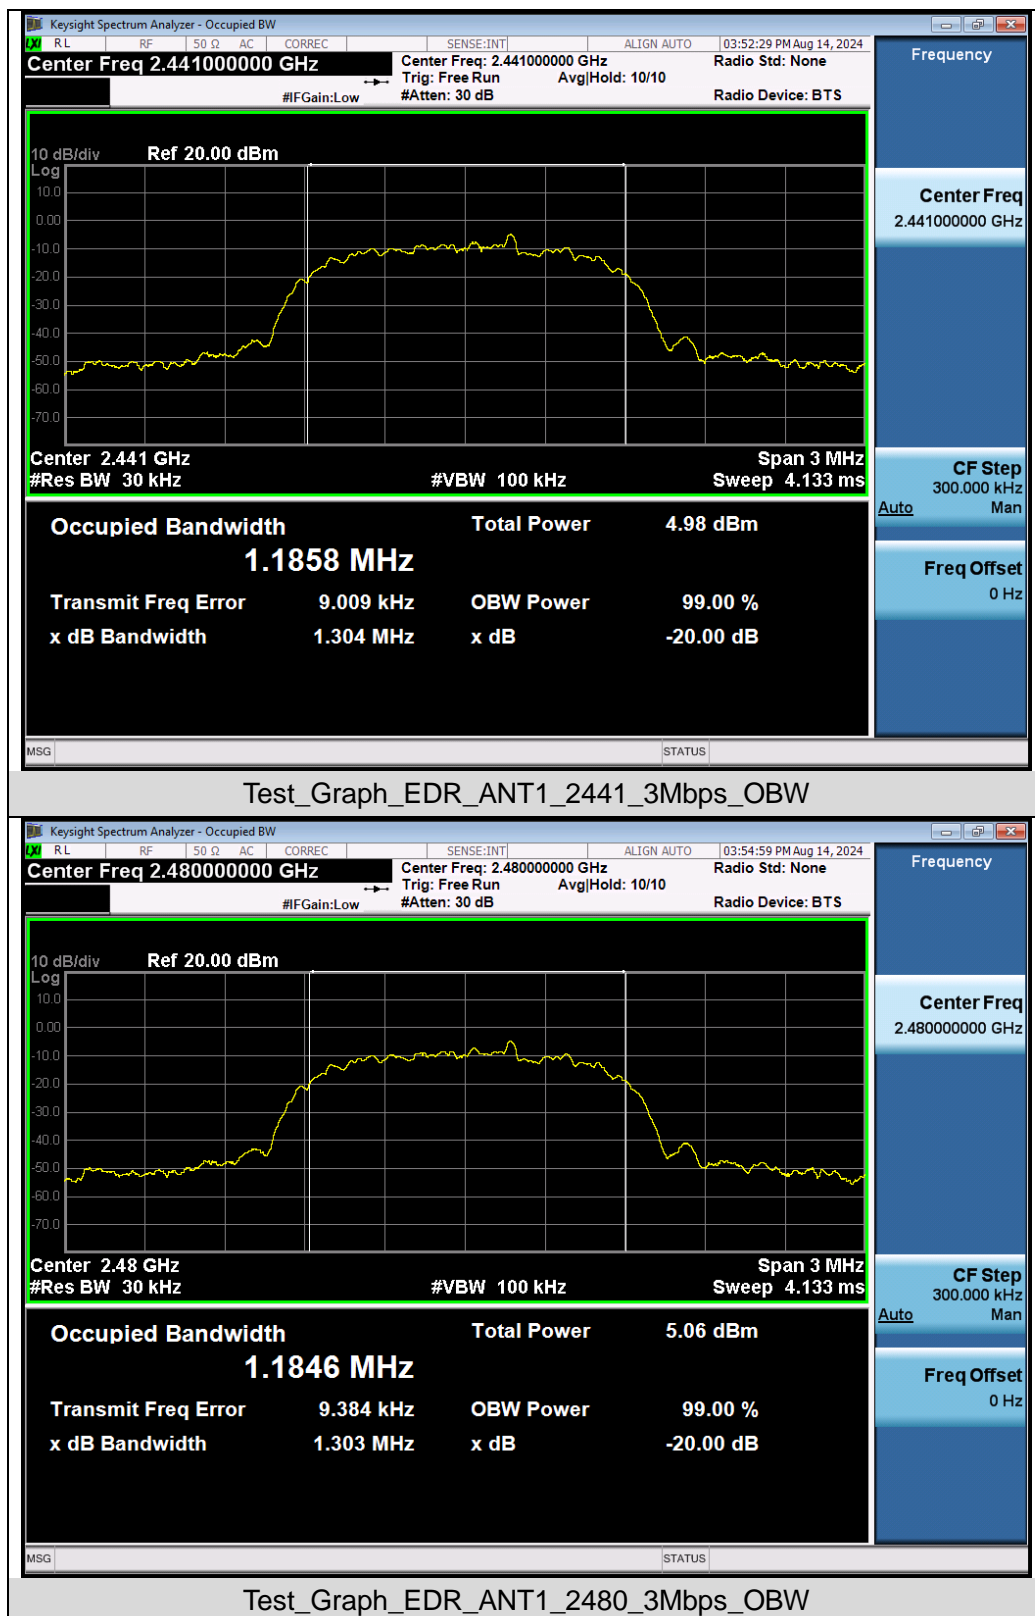 Keysight Spectrum Analyzer - Occupied BW
LXI RL RF 50 Ω AC CORREC SENSE:INT ALIGN AUTO 03:52:29 PM Aug 14, 2024
Center Freq 2.441000000 GHz
Center Freq: 2.441000000 GHz
Radio Std: None
Trig: Free Run Avg|Hold: 10/10
#IFGain:Low
#Atten: 30 dB
Radio Device: BTS
Frequency
10 dB/div Ref 20.00 dBm
Log
10.0
0.00
-10.0
-20.0
-30.0
-40.0
-50.0
-60.0
-70.0
Center Freq
2.441000000 GHz
Center 2.441 GHz Span 3 MHz
#Res BW 30 kHz #VBW 100 kHz Sweep 4.133 ms
CF Step
300.000 kHz
Auto Man
Freq Offset
0 Hz
Occupied Bandwidth Total Power 4.98 dBm
1.1858 MHz
Transmit Freq Error 9.009 kHz OBW Power 99.00 %
x dB Bandwidth 1.304 MHz x dB -20.00 dB
MSG STATUS
Test_Graph_EDR_ANT1_2441_3Mbps_OBW
Keysight Spectrum Analyzer - Occupied BW
LXI RL RF 50 Ω AC CORREC SENSE:INT ALIGN AUTO 03:54:59 PM Aug 14, 2024
Center Freq 2.480000000 GHz
Center Freq: 2.480000000 GHz
Radio Std: None
Trig: Free Run Avg|Hold: 10/10
#IFGain:Low
#Atten: 30 dB
Radio Device: BTS
Frequency
10 dB/div Ref 20.00 dBm
Log
10.0
0.00
-10.0
-20.0
-30.0
-40.0
-50.0
-60.0
-70.0
Center Freq
2.480000000 GHz
Center 2.48 GHz Span 3 MHz
#Res BW 30 kHz #VBW 100 kHz Sweep 4.133 ms
CF Step
300.000 kHz
Auto Man
Freq Offset
0 Hz
Occupied Bandwidth Total Power 5.06 dBm
1.1846 MHz
Transmit Freq Error 9.384 kHz OBW Power 99.00 %
x dB Bandwidth 1.303 MHz x dB -20.00 dB
MSG STATUS
Test_Graph_EDR_ANT1_2480_3Mbps_OBW